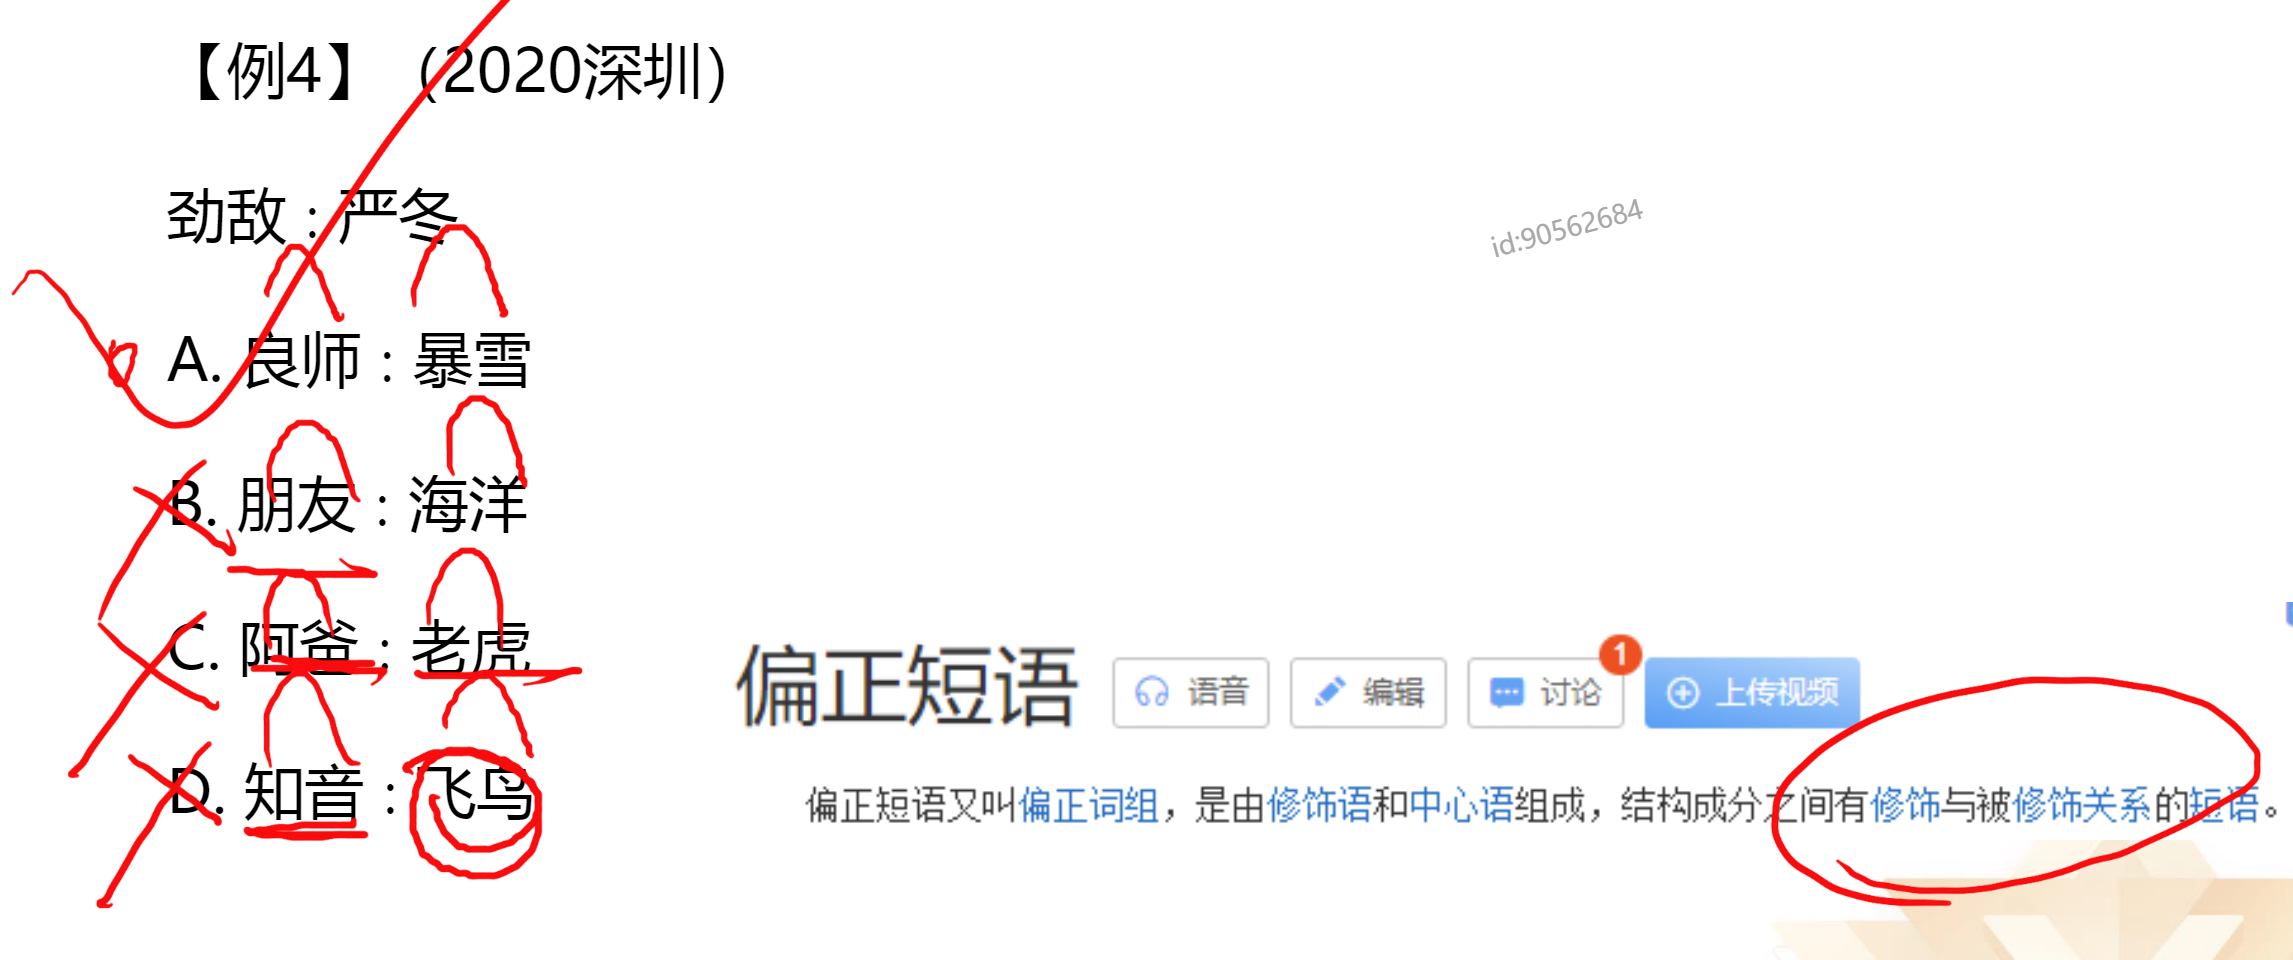 【例4】（2020深圳）
劲敌：严冬
id:90562684
A. 良师：暴雪
B. 朋友：海洋
C. 阿爸：老虎
偏正短语 语音 编辑 讨论 1 上传视频
D. 知音：飞鸟
偏正短语又叫偏正词组，是由修饰语和中心语组成，结构成分之间有修饰与被修饰关系的短语。